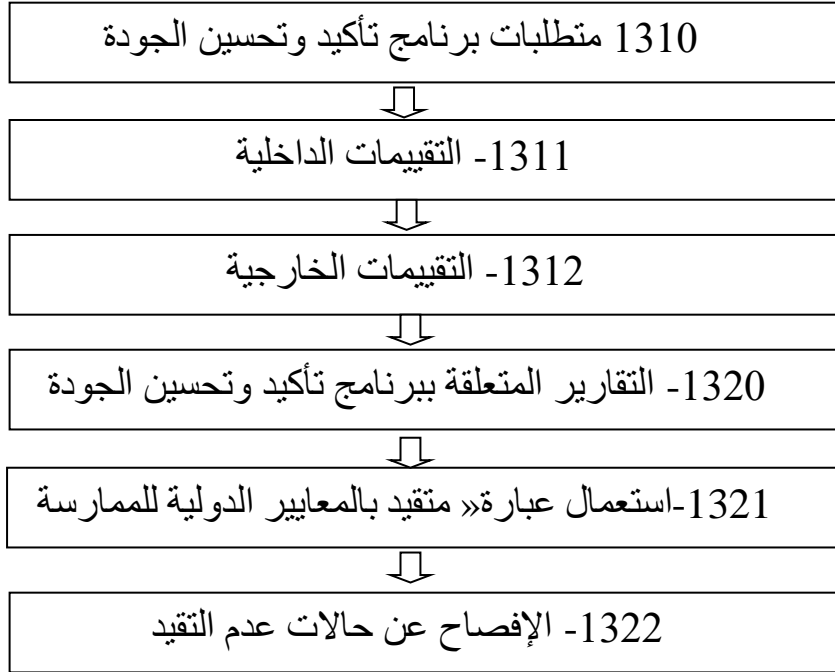 1310 متطلبات برنامج تأكيد وتحسين الجودة
1311- التقييمات الداخلية
1312- التقييمات الخارجية
1320- التقارير المتعلقة ببرنامج تأكيد وتحسين الجودة
1321-استعمال عبارة« متقيد بالمعايير الدولية للممارسة
1322- الإفصاح عن حالات عدم التقيد